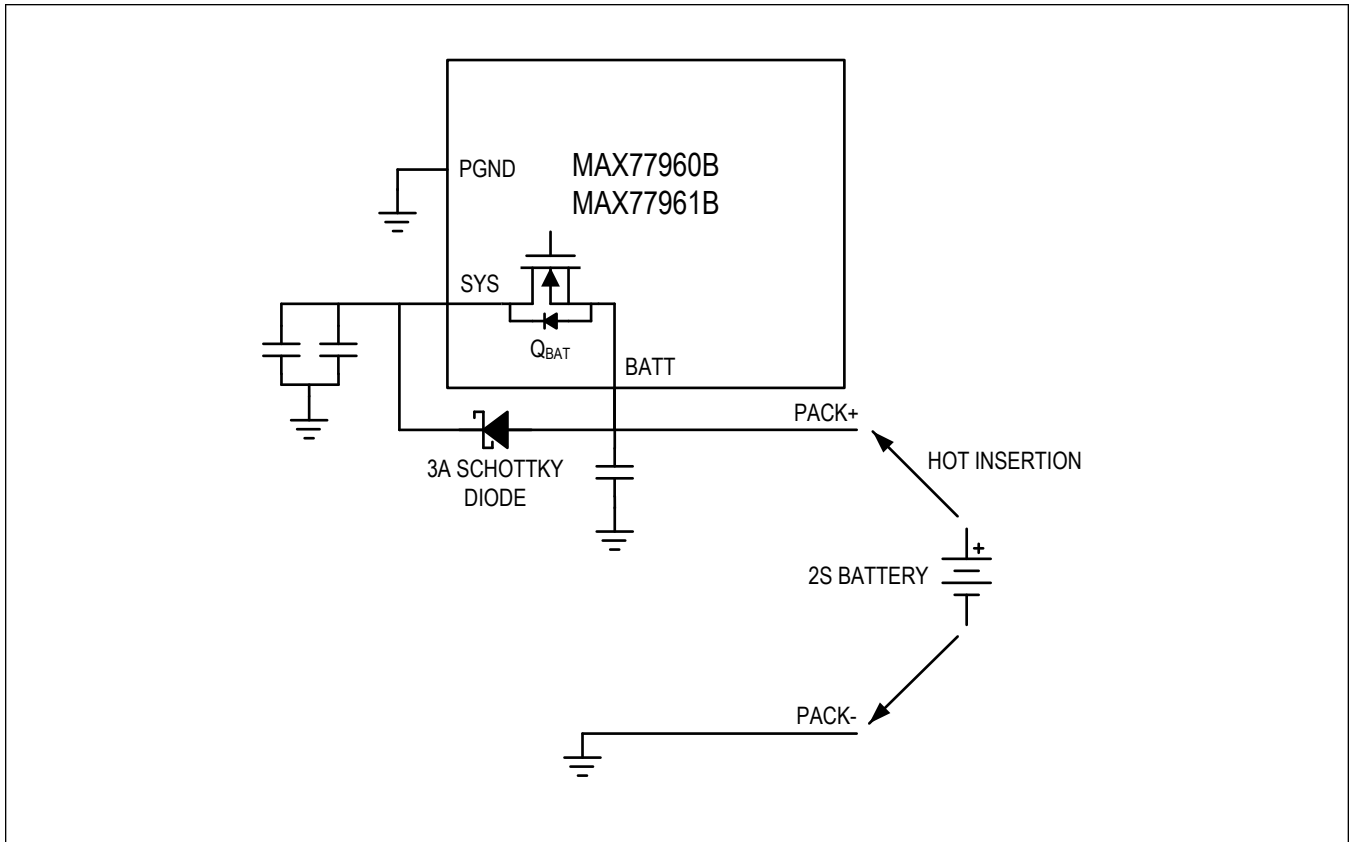 PGND
MAX77960B
MAX77961B
SYS
QBAT
BATT
PACK+
3A SCHOTTKY
DIODE
HOT INSERTION
+
2S BATTERY
PACK-